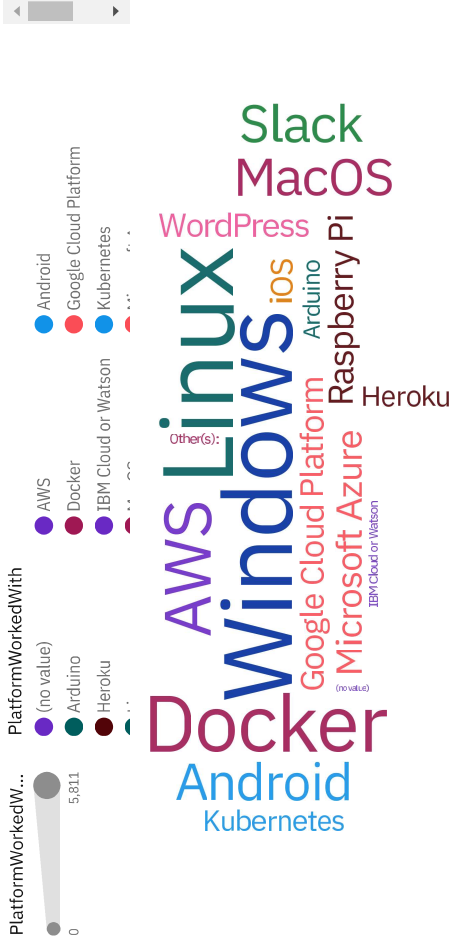 PlatformWorkedW...
0
5,811
PlatformWorkedWith
(no value)
AWS
Android
Arduino
Docker
Google Cloud Platform
Heroku
IBM Cloud or Watson
Kubernetes
Slack
MacOS
WordPress
Linux
iOS
Arduino
Raspberry Pi
Windows
Heroku
Other(s):
AWS
Google Cloud Platform
Microsoft Azure
IBM Cloud or Watson
(no value)
Docker
Android
Kubernetes